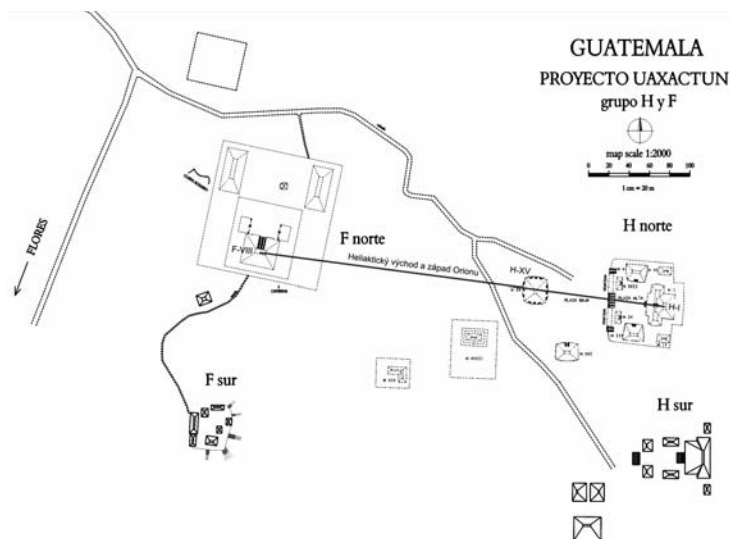 GUATEMALA
PROYECTO UAXACTUN
grupo H y F
map scale 1:2000
0 20 40 60 80 100
1 cm = 20 m
H norte
F norte
F-VIII
Heliaktický východ a západ Orionu
H-XV
H-I
FLORES
F sur
H sur